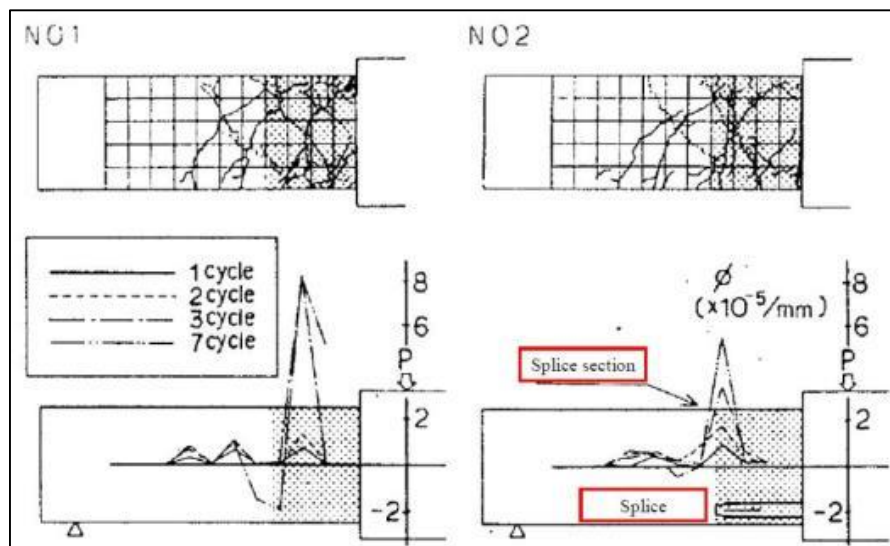 NO1
NO2
1 cycle
2 cycle
3 cycle
7 cycle
8
6
P
2
-2
Splice section
Splice
ø
(×10⁻⁵/mm)
8
6
P
2
-2